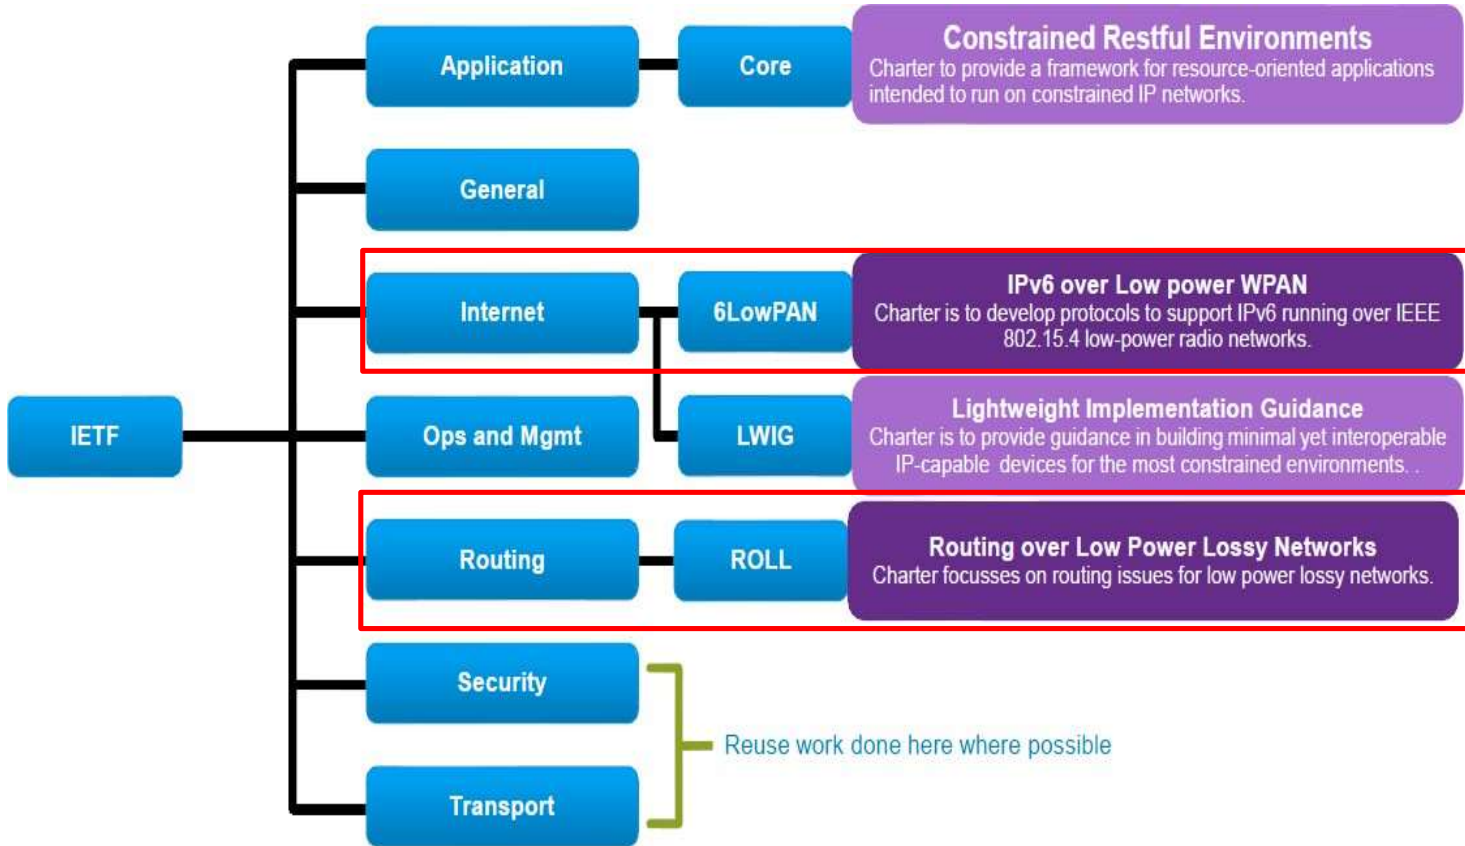 Application
Core
Constrained Restful Environments
Charter to provide a framework for resource-oriented applications
intended to run on constrained IP networks.
General
Internet
6LowPAN
IPv6 over Low power WPAN
Charter is to develop protocols to support IPv6 running over IEEE
802.15.4 low-power radio networks.
IETF
Ops and Mgmt
LWIG
Lightweight Implementation Guidance
Charter is to provide guidance in building minimal yet interoperable
IP-capable devices for the most constrained environments. .
Routing
ROLL
Routing over Low Power Lossy Networks
Charter focusses on routing issues for low power lossy networks.
Security
Reuse work done here where possible
Transport